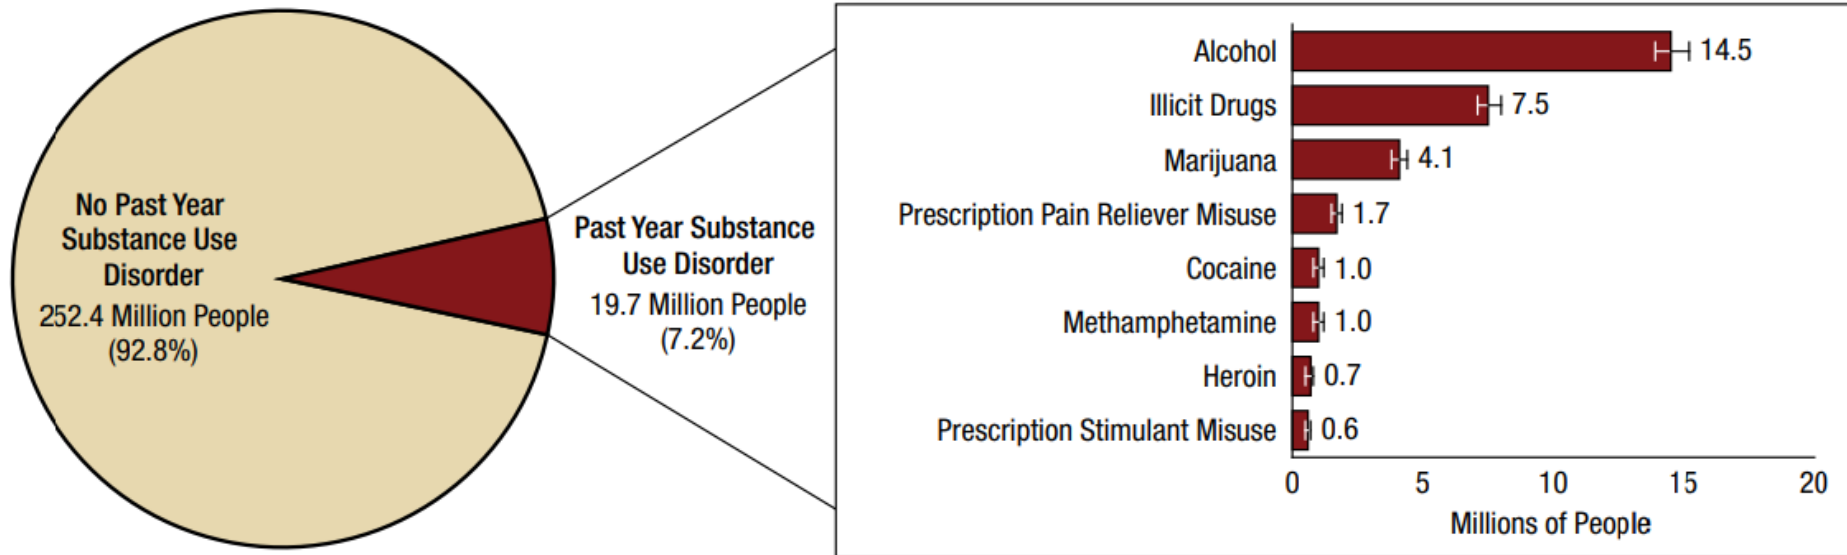 No Past Year
Substance Use
Disorder
252.4 Million People
(92.8%)
Past Year Substance
Use Disorder
19.7 Million People
(7.2%)
Alcohol 14.5
Illicit Drugs 7.5
Marijuana 4.1
Prescription Pain Reliever Misuse 1.7
Cocaine 1.0
Methamphetamine 1.0
Heroin 0.7
Prescription Stimulant Misuse 0.6
0 5 10 15 20
Millions of People